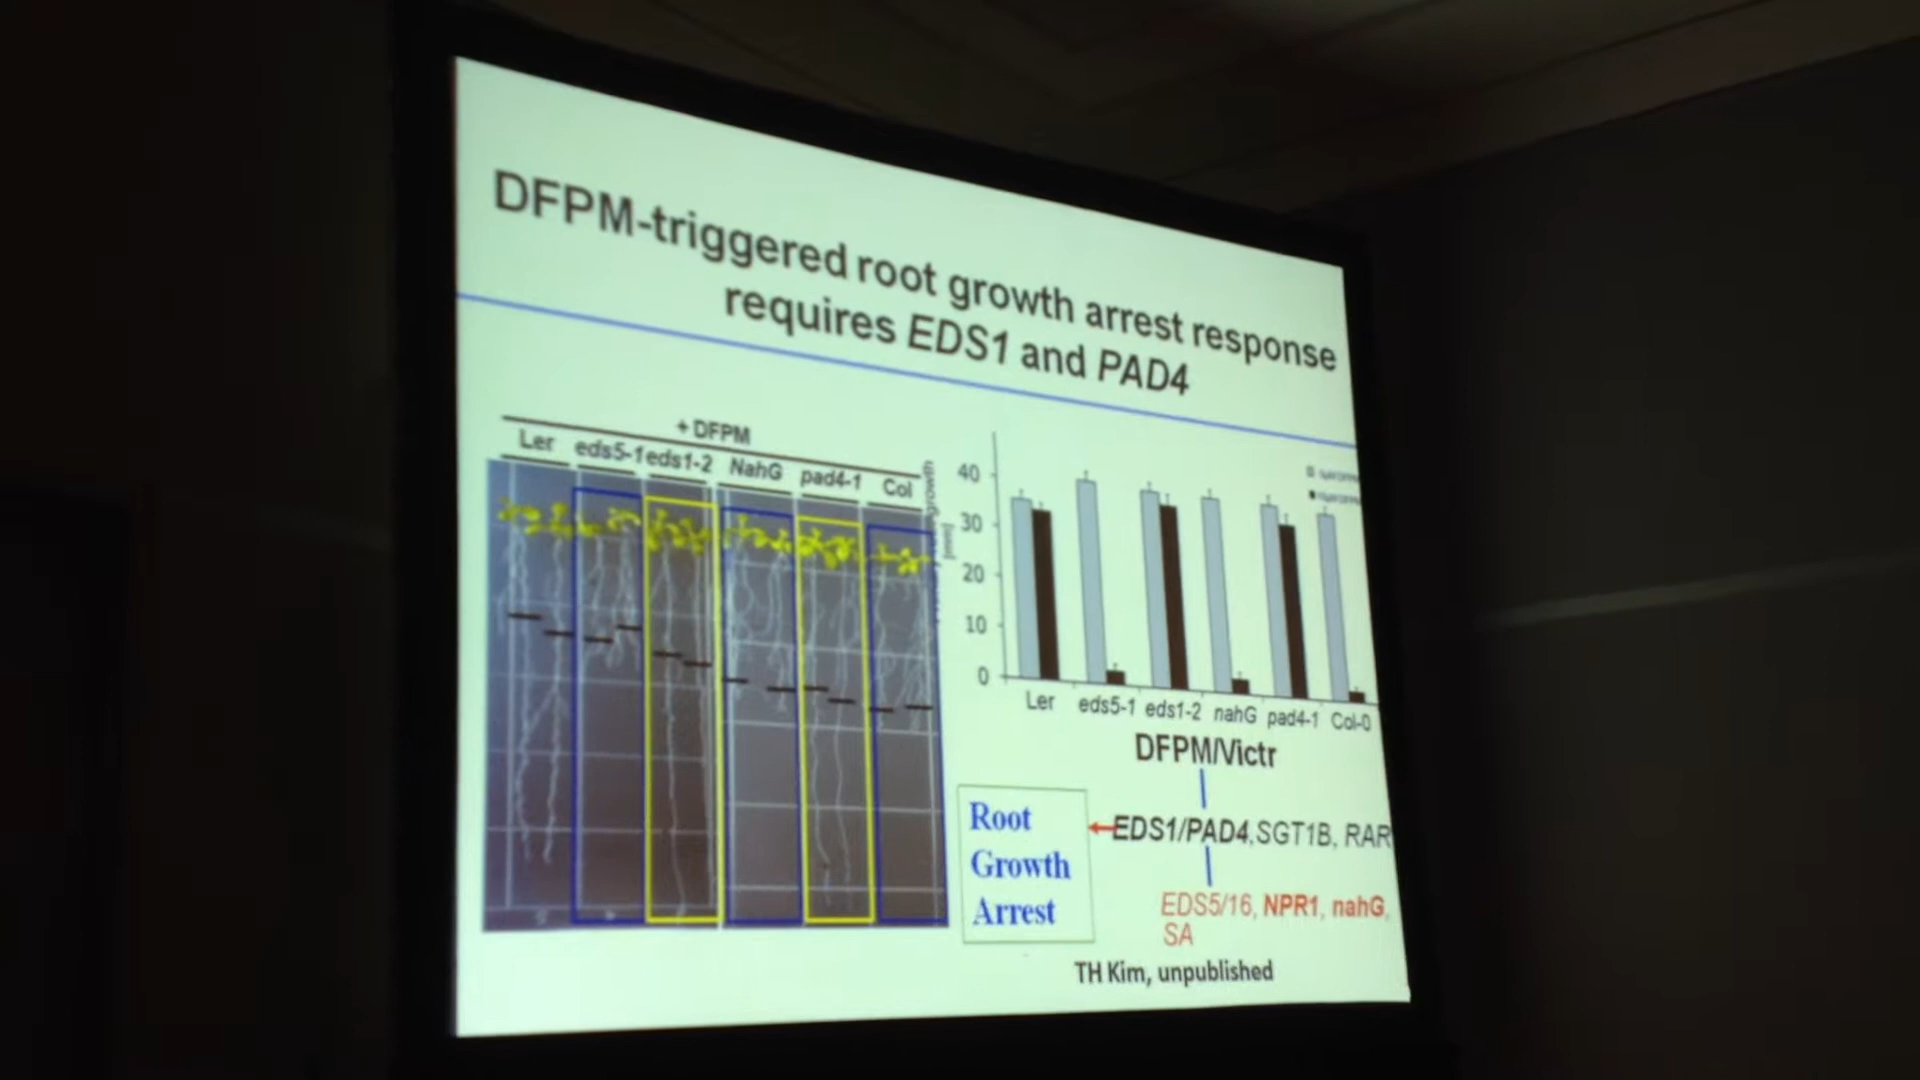 DFPM-triggered root growth arrest response
requires EDS1 and PAD4
+ DFPM
Ler eds5-1 eds1-2 NahG pad4-1 Col
growth
[mm]
40
30
20
10
0
Ler eds5-1 eds1-2 nahG pad4-1 Col-0
DFPM/Victr
EDS1/PAD4, SGT1B, RAR
Root
Growth
Arrest
EDS5/16, NPR1, nahG,
SA
TH Kim, unpublished